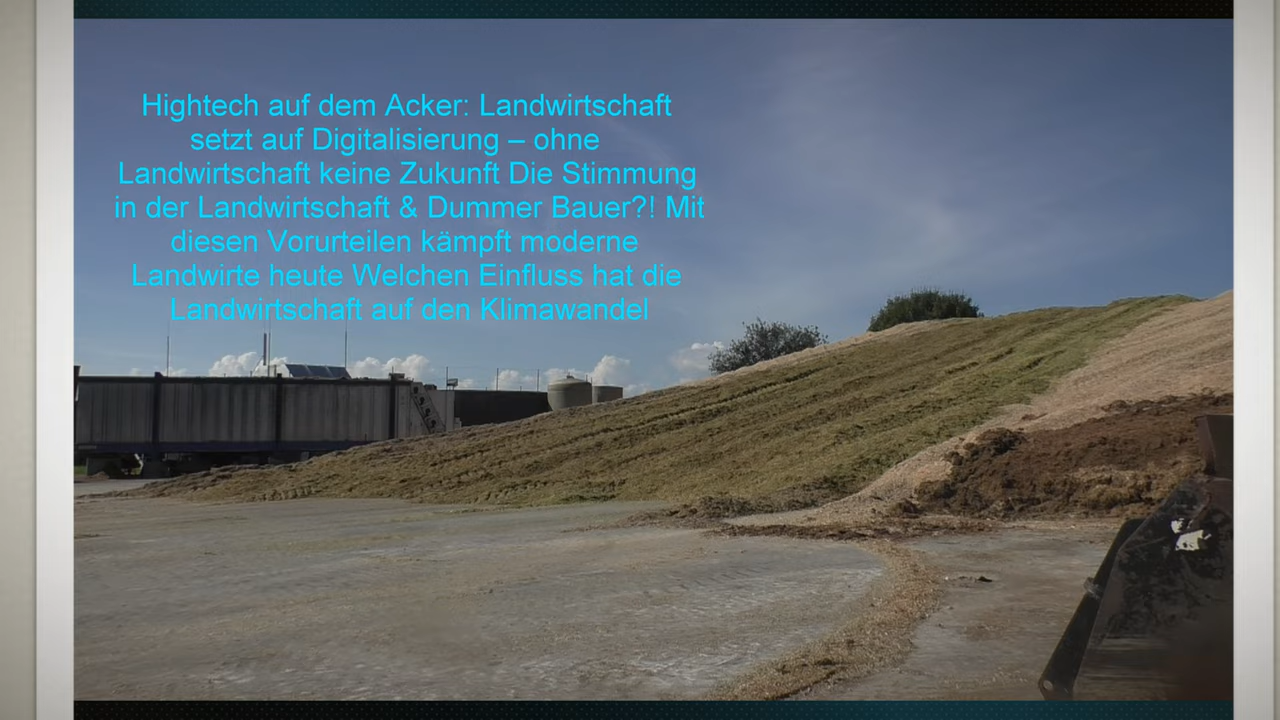 Hightech auf dem Acker: Landwirtschaft
setzt auf Digitalisierung – ohne
Landwirtschaft keine Zukunft Die Stimmung
in der Landwirtschaft & Dummer Bauer?! Mit
diesen Vorurteilen kämpft moderne
Landwirte heute Welchen Einfluss hat die
Landwirtschaft auf den Klimawandel